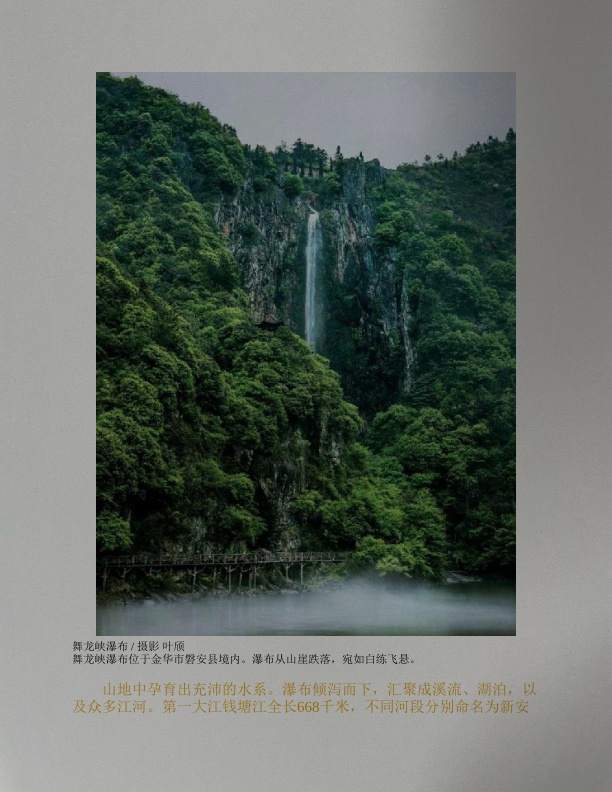 舞龙峡瀑布 / 摄影 叶颀
舞龙峡瀑布位于金华市磐安县境内。瀑布从山崖跌落，宛如白练飞悬。
山地中孕育出充沛的水系。瀑布倾泻而下，汇聚成溪流、湖泊，以
及众多江河。第一大江钱塘江全长668千米，不同河段分别命名为新安